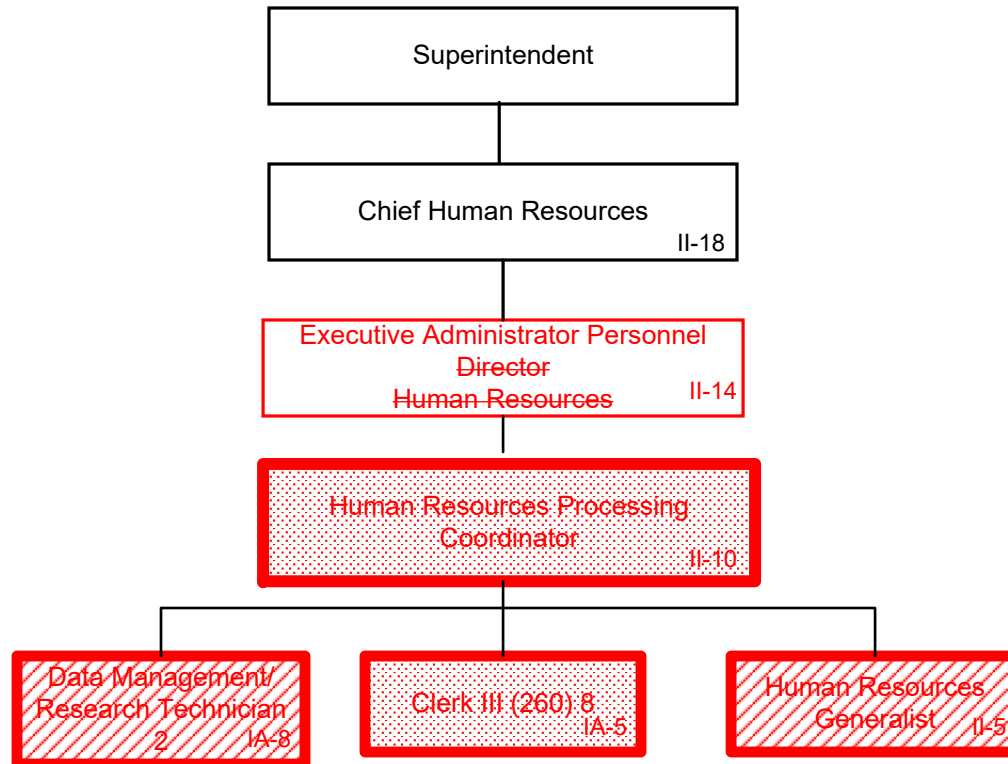 Superintendent
Chief Human Resources
II-18
Executive Administrator Personnel
Director
Human Resources
II-14
Human Resources Processing
Coordinator
II-10
Data Management/
Research Technician
2
IA-8
Clerk III (260) 8
IA-5
Human Resources
Generalist
II-5